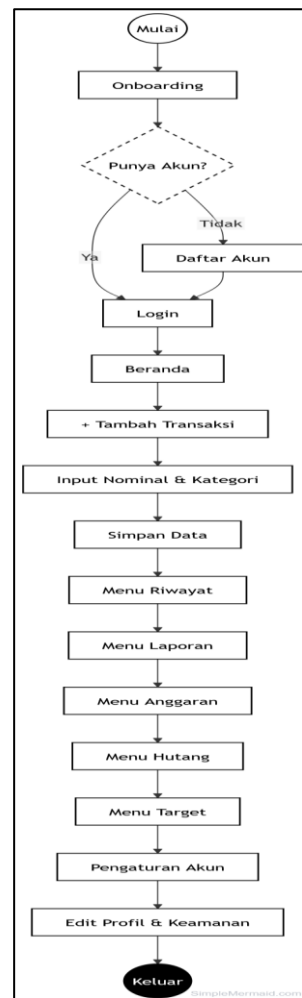 Mulai
Onboarding
Punya Akun?
Tidak
Ya
Daftar Akun
Login
Beranda
+ Tambah Transaksi
Input Nominal & Kategori
Simpan Data
Menu Riwayat
Menu Laporan
Menu Anggaran
Menu Hutang
Menu Target
Pengaturan Akun
Edit Profil & Keamanan
Keluar
SimpleMermaid.com